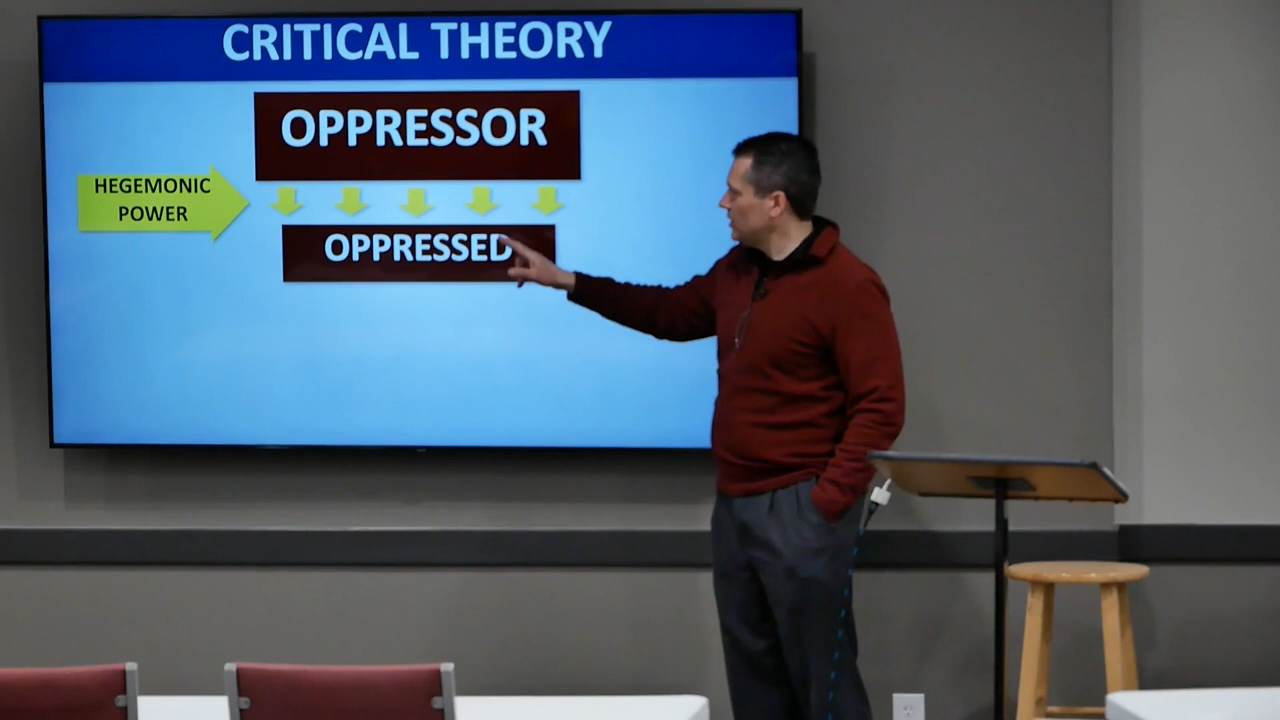 CRITICAL THEORY
OPPRESSOR
HEGEMONIC
POWER
OPPRESSED